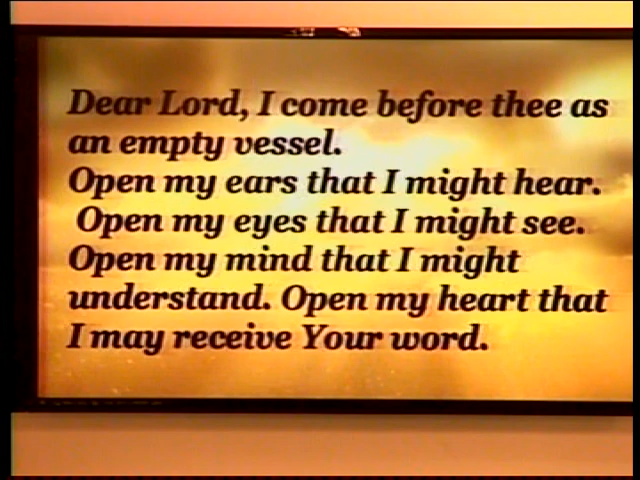 Dear Lord, I come before thee as
an empty vessel.
Open my ears that I might hear.
Open my eyes that I might see.
Open my mind that I might
understand. Open my heart that
I may receive Your word.